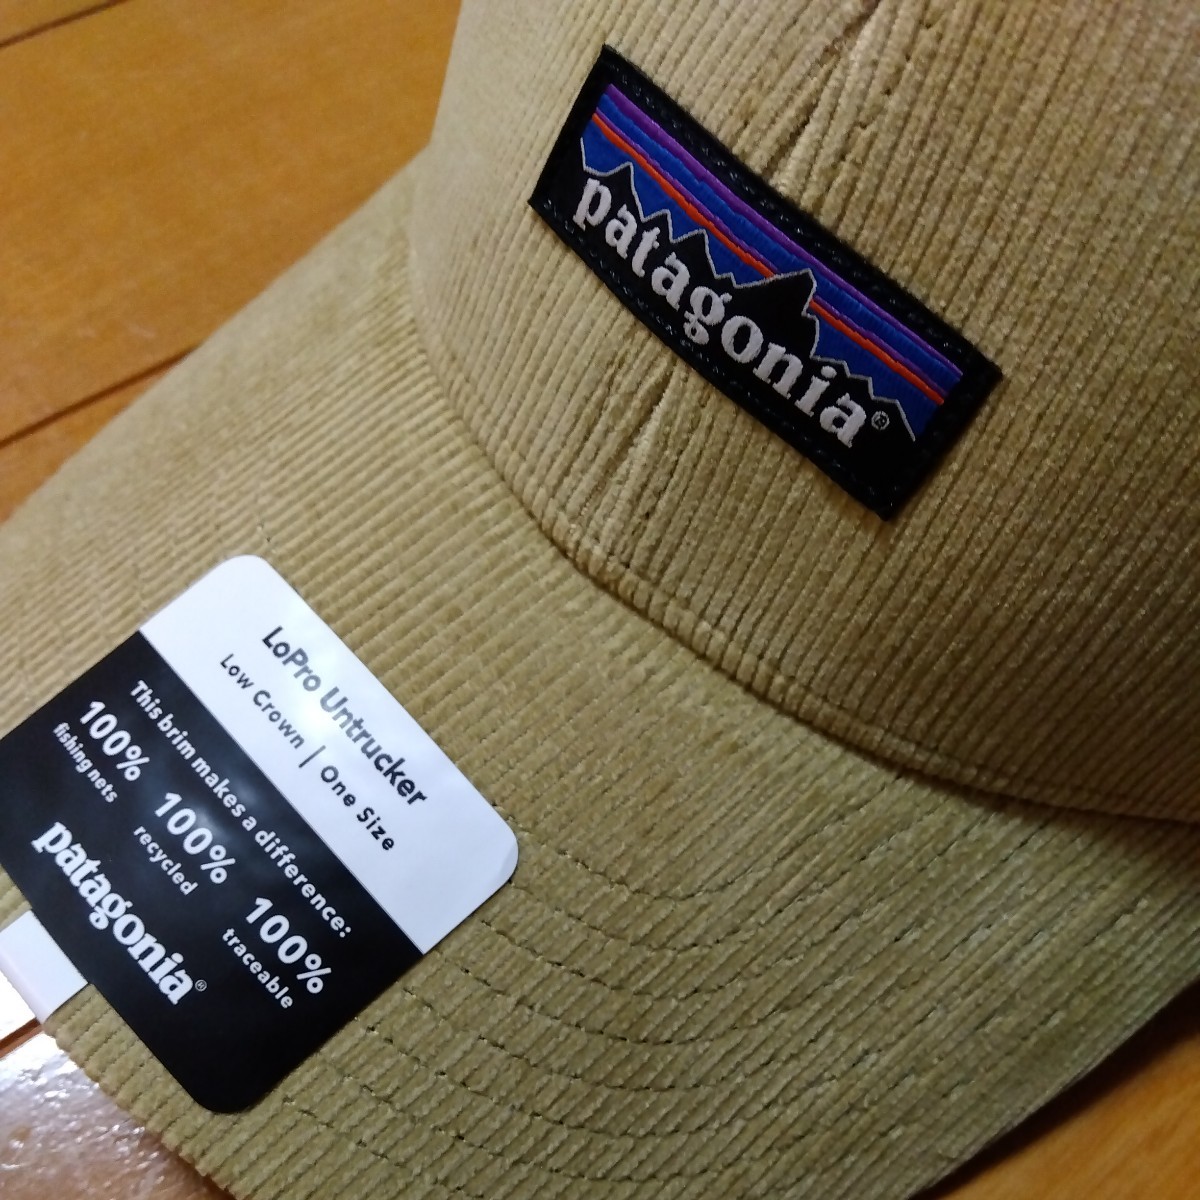 patagonia®
LoPro Untrucker
Low Crown | One Size
This brim makes a difference:
100%
fishing nets
100%
recycled
100%
traceable
patagonia®